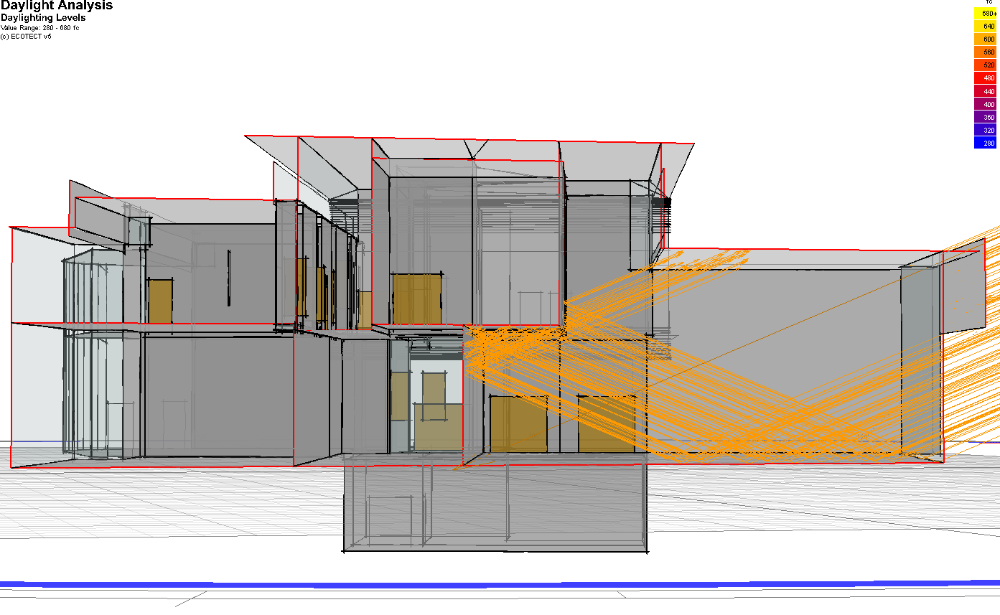 Daylight Analysis
Daylighting Levels
Value Range: 280 - 680 fc
(c) ECOTECT v5
fc
680+
640
600
560
520
480
440
400
360
320
280